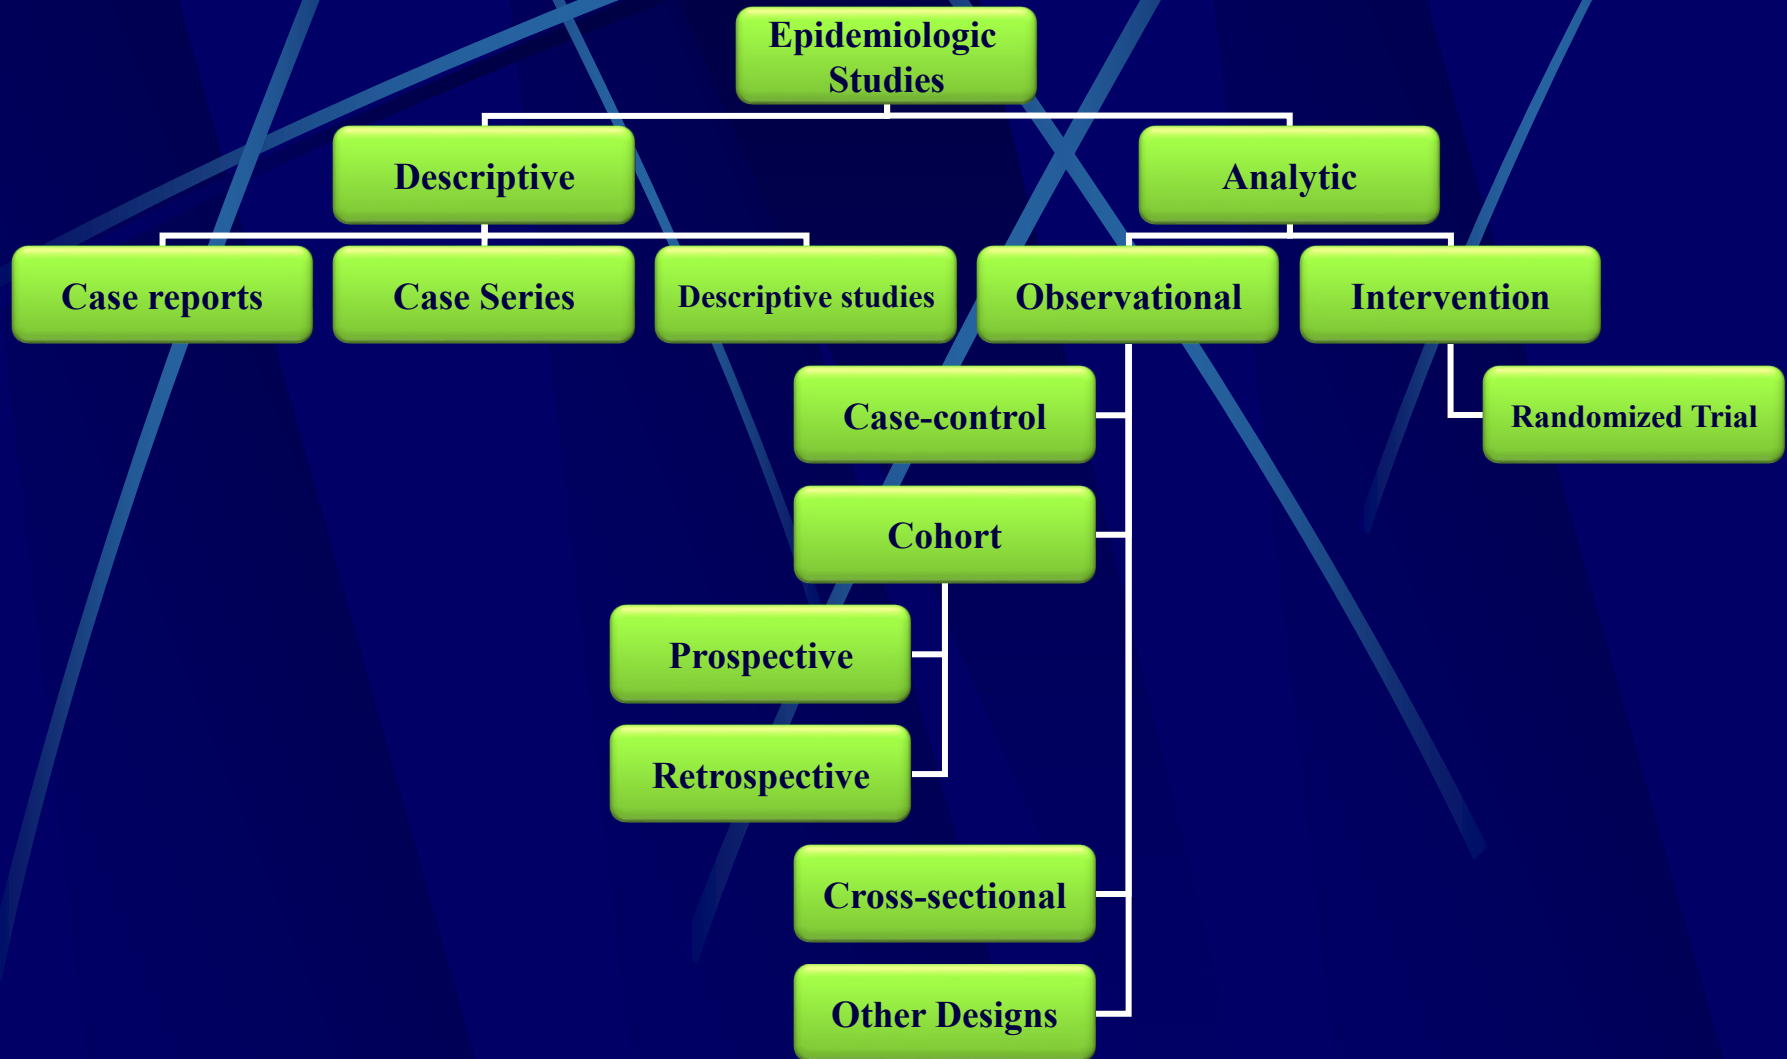 Epidemiologic
Studies
Descriptive
Analytic
Case reports
Case Series
Descriptive studies
Observational
Intervention
Case-control
Randomized Trial
Cohort
Prospective
Retrospective
Cross-sectional
Other Designs